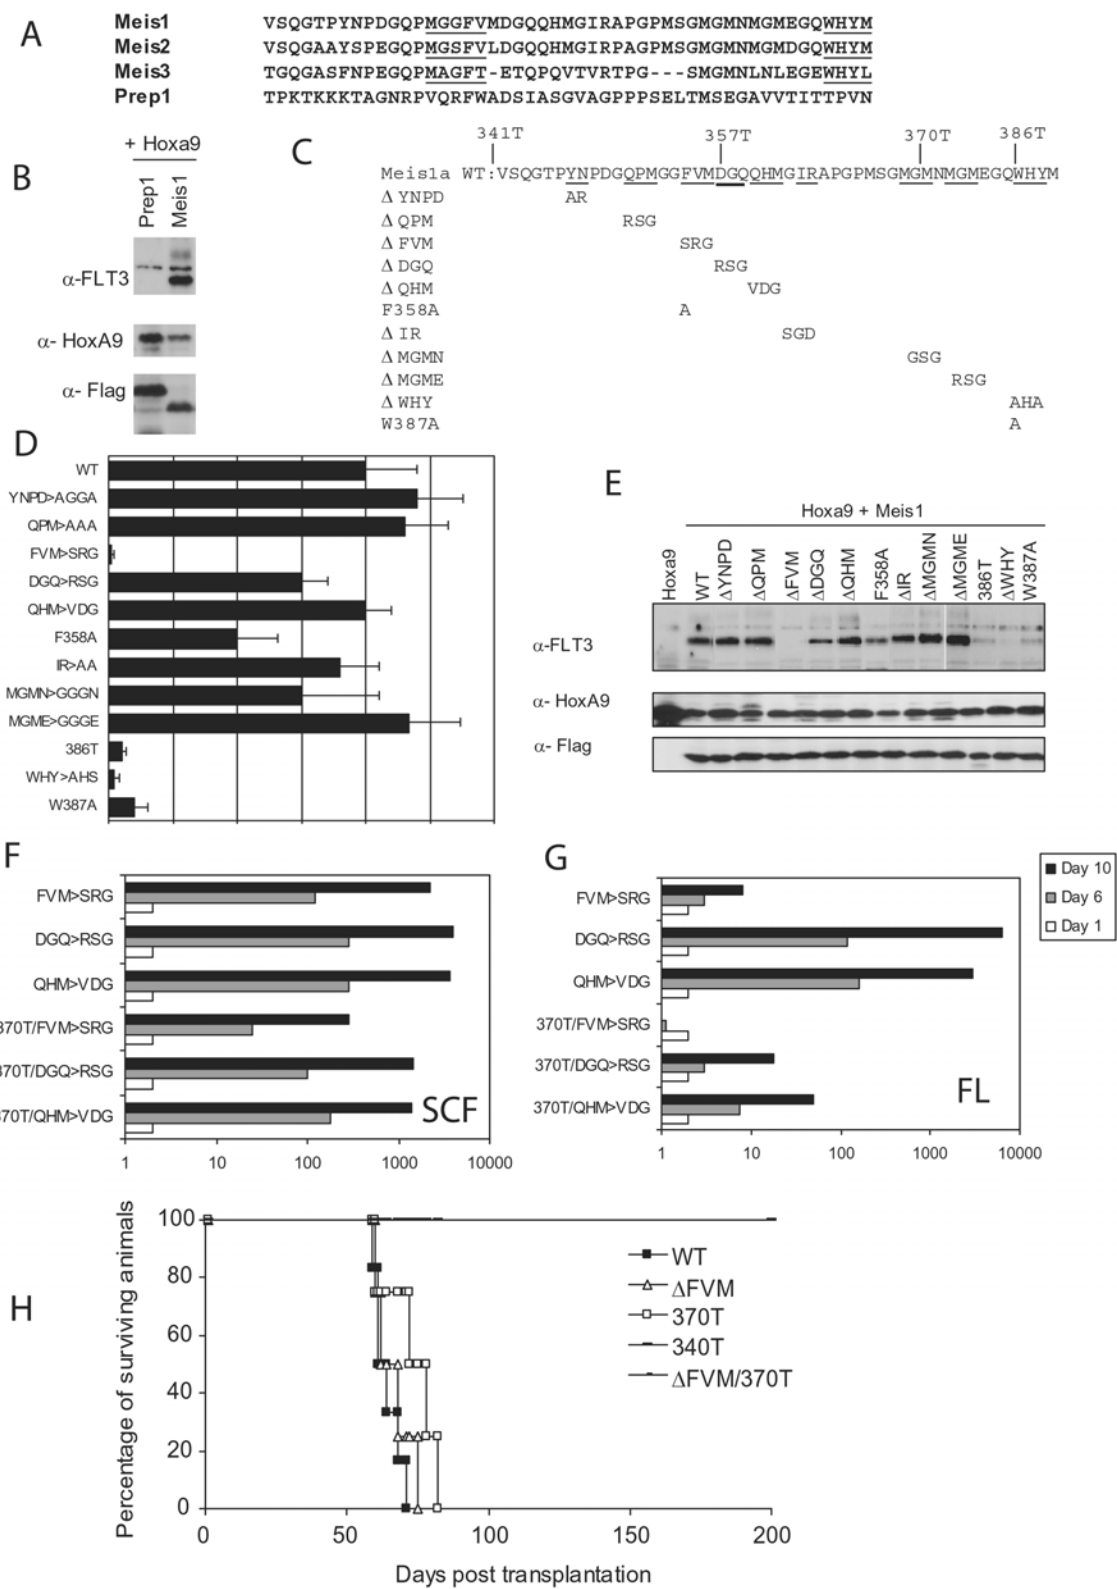 A
Meis1 VSQGTPYNPDGQPMGGFVMDGQQHMGIRAPGPMSGMGMNMGMEGQWHYM
Meis2 VSQGAAYSPEGQPMGSFVLDGQQHMGIRPAGPMSGMGMNMGMDGQWHYM
Meis3 TGQGASFNPEGQPMAGFT-ETQPQVTVRTPG---SMGMNLNLEGEWHYL
Prep1 TPKTKKKTAGNRPVQRFWADSIASGVAGPPPSELTMSEGAVVTITTPVN
B
+ Hoxa9
Prep1 Meis1
α-FLT3
α- HoxA9
α- Flag
C
341T 357T 370T 386T
Meis1a WT:VSQGTPYNPDGQPMGGFVMDGQQHMGIRAPGPMSGMGMNMGMEGQWHYM
Δ YNPD AR
Δ QPM RSG
Δ FVM SRG
Δ DGQ RSG
Δ QHM VDG
F358A A
Δ IR SGD
Δ MGMN GSG
Δ MGME RSG
Δ WHY AHA
W387A A
D
WT
YNPD>AGGA
QPM>AAA
FVM>SRG
DGQ>RSG
QHM>VDG
F358A
IR>AA
MGMN>GGGN
MGME>GGGE
386T
WHY>AHS
W387A
E
Hoxa9 + Meis1
Hoxa9 WT ΔYNPD ΔQPM ΔFVM ΔDGQ ΔQHM F358A ΔIR ΔMGMN ΔMGME 386T ΔWHY W387A
α-FLT3
α- HoxA9
α- Flag
F
FVM>SRG
DGQ>RSG
QHM>VDG
370T/FVM>SRG
370T/DGQ>RSG
370T/QHM>VDG
SCF
1 10 100 1000 10000
G
FVM>SRG
DGQ>RSG
QHM>VDG
370T/FVM>SRG
370T/DGQ>RSG
370T/QHM>VDG
FL
1 10 100 1000 10000
Day 10
Day 6
Day 1
H
Percentage of surviving animals
100
80
60
40
20
0
0 50 100 150 200
Days post transplantation
WT
ΔFVM
370T
340T
ΔFVM/370T